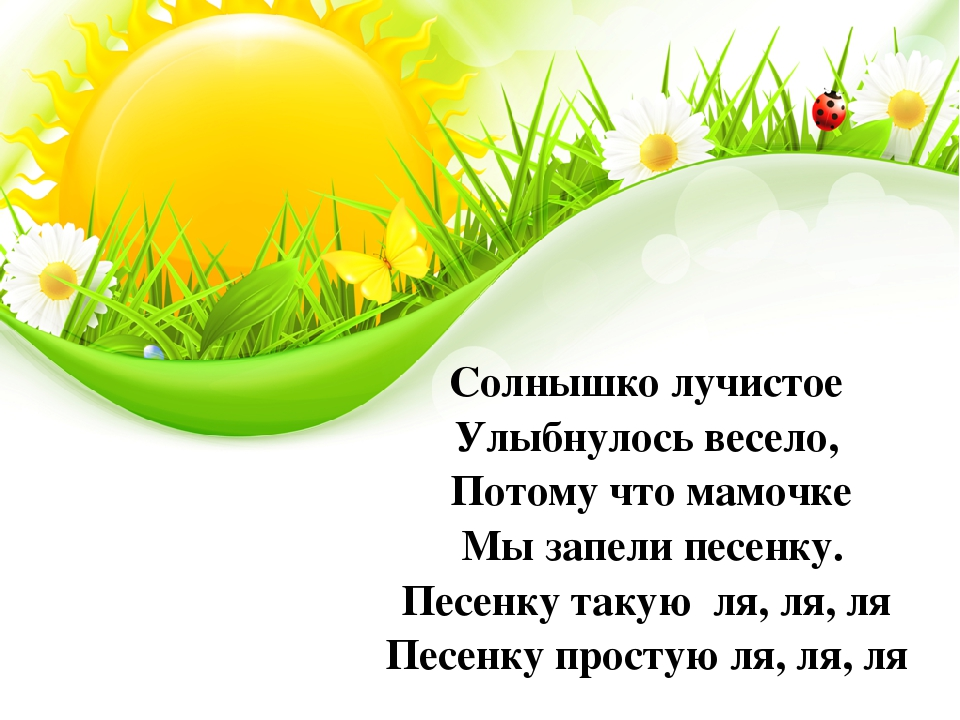 Солнышко лучистое
Улыбнулось весело,
Потому что мамочке
Мы запели песенку.
Песенку такую ля, ля, ля
Песенку простую ля, ля, ля